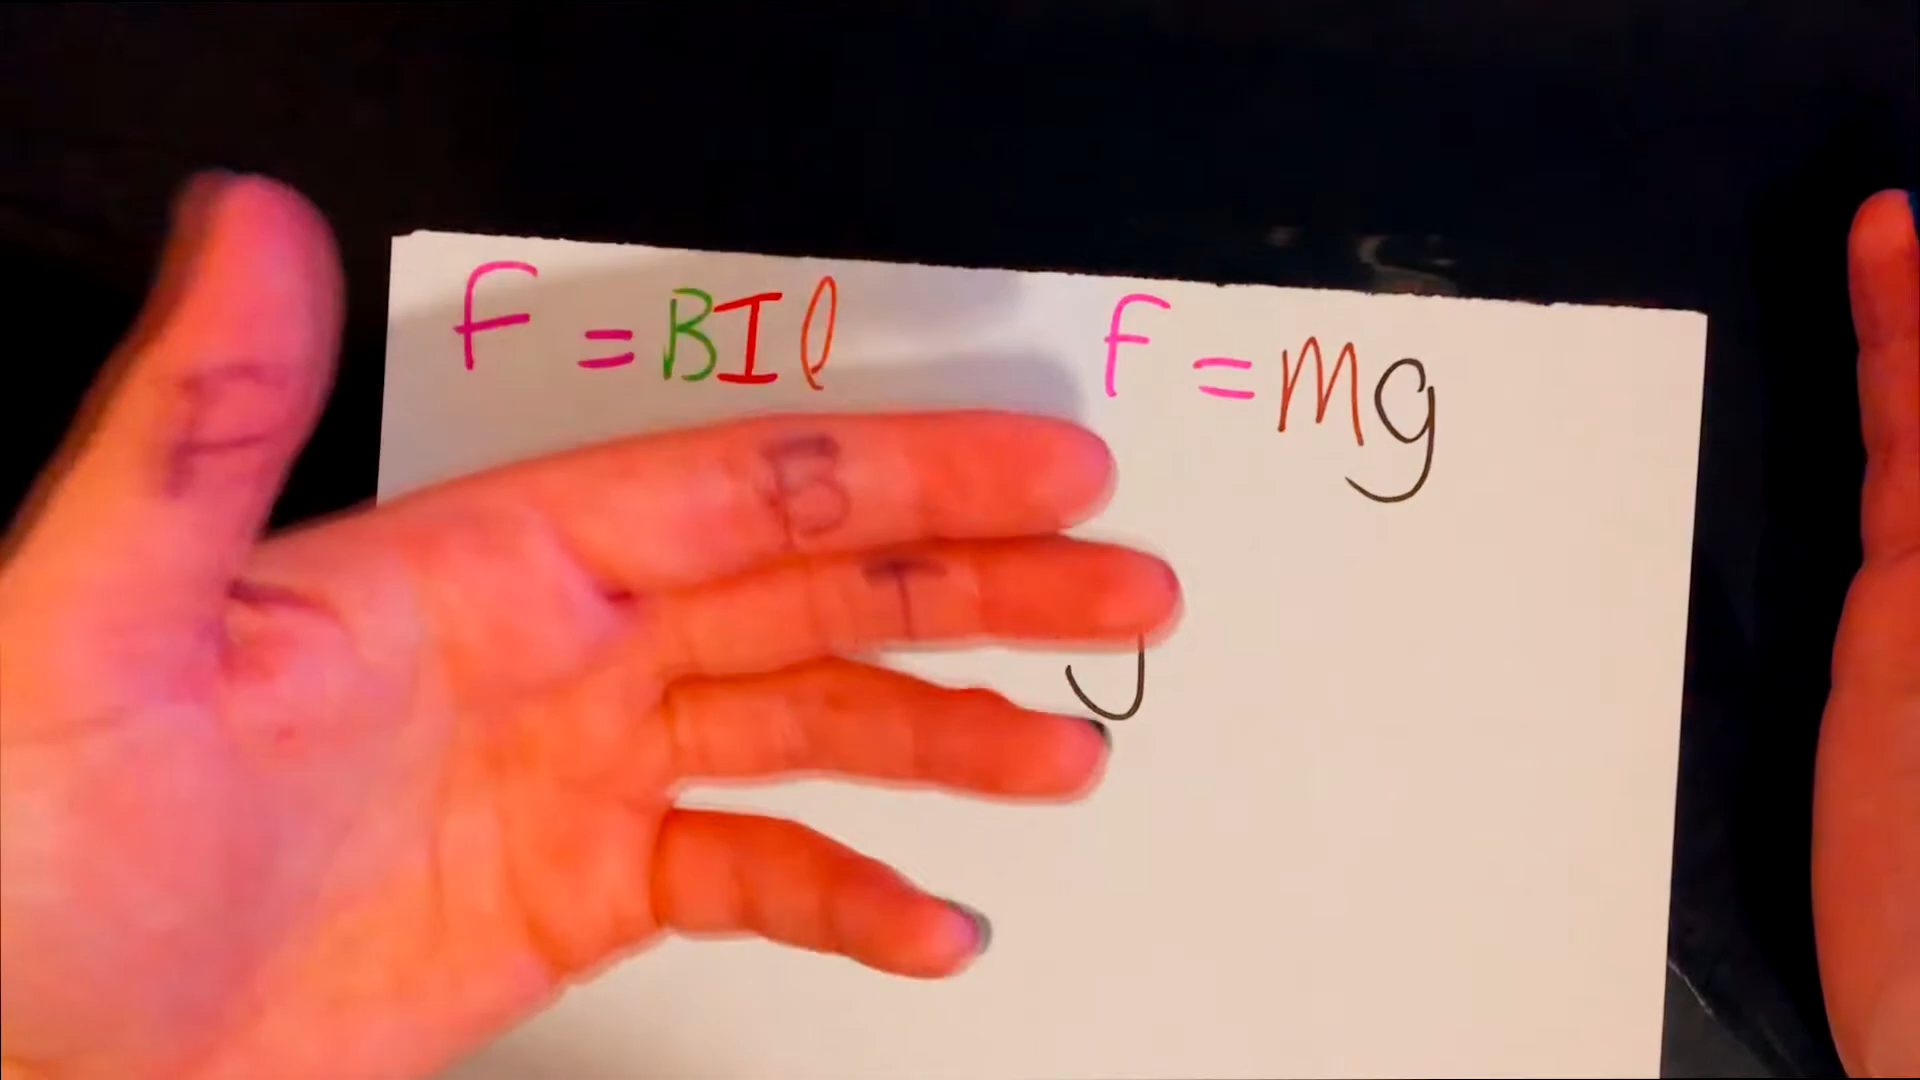 F = BIl F = mg
F
B
I
g